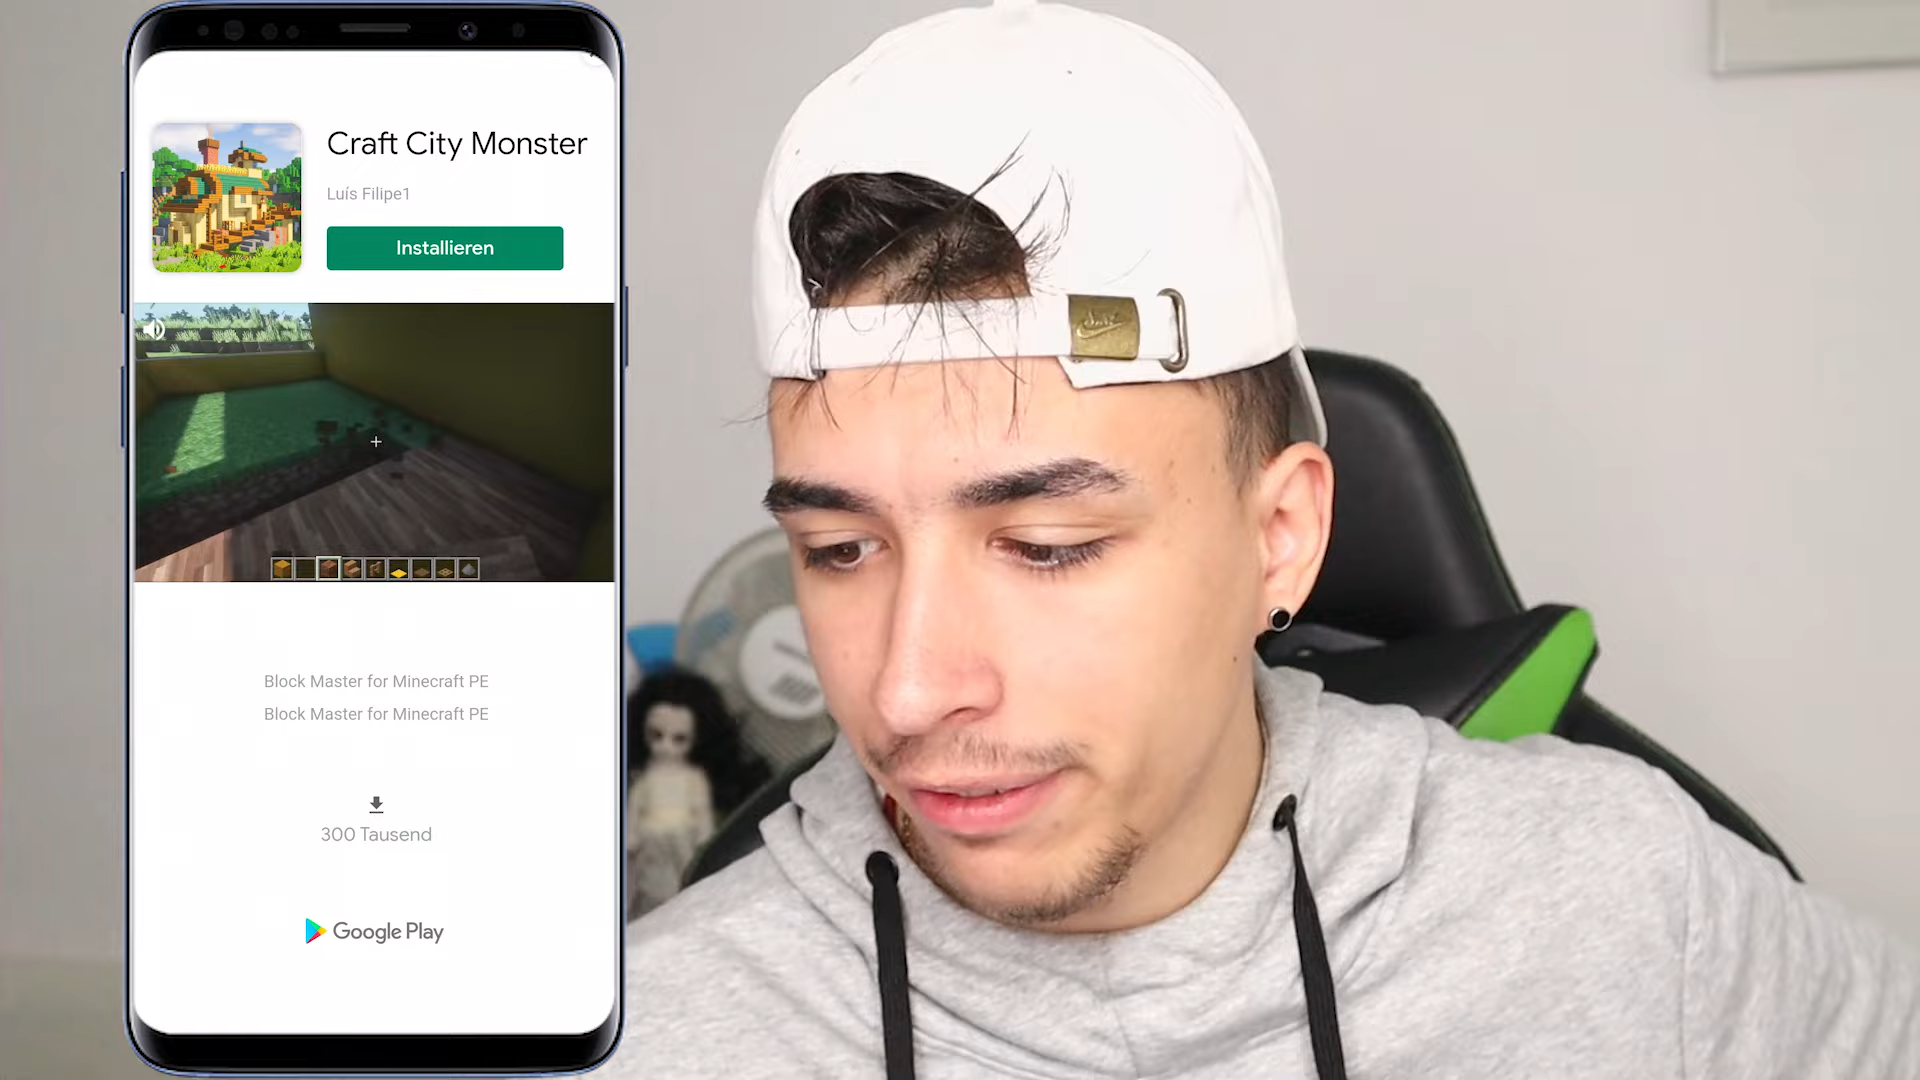 Craft City Monster
Luís Filipe1
Installieren
Block Master for Minecraft PE
Block Master for Minecraft PE
300 Tausend
Google Play